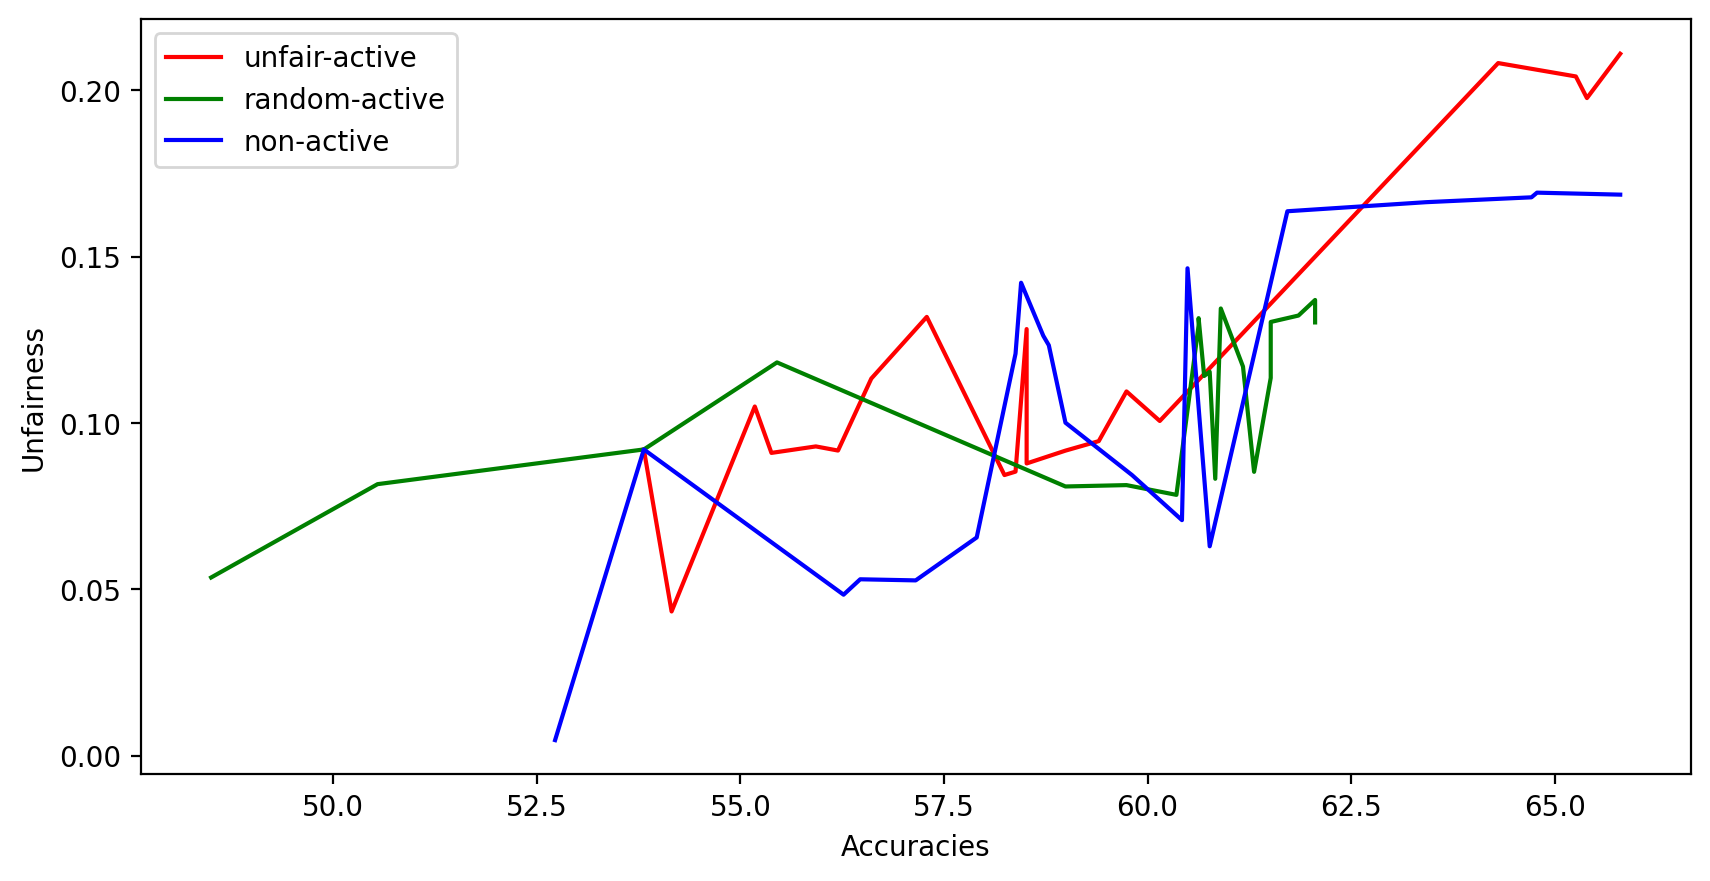 unfair-active
random-active
non-active
0.20
0.15
0.10
0.05
0.00
Unfairness
50.0 52.5 55.0 57.5 60.0 62.5 65.0
Accuracies